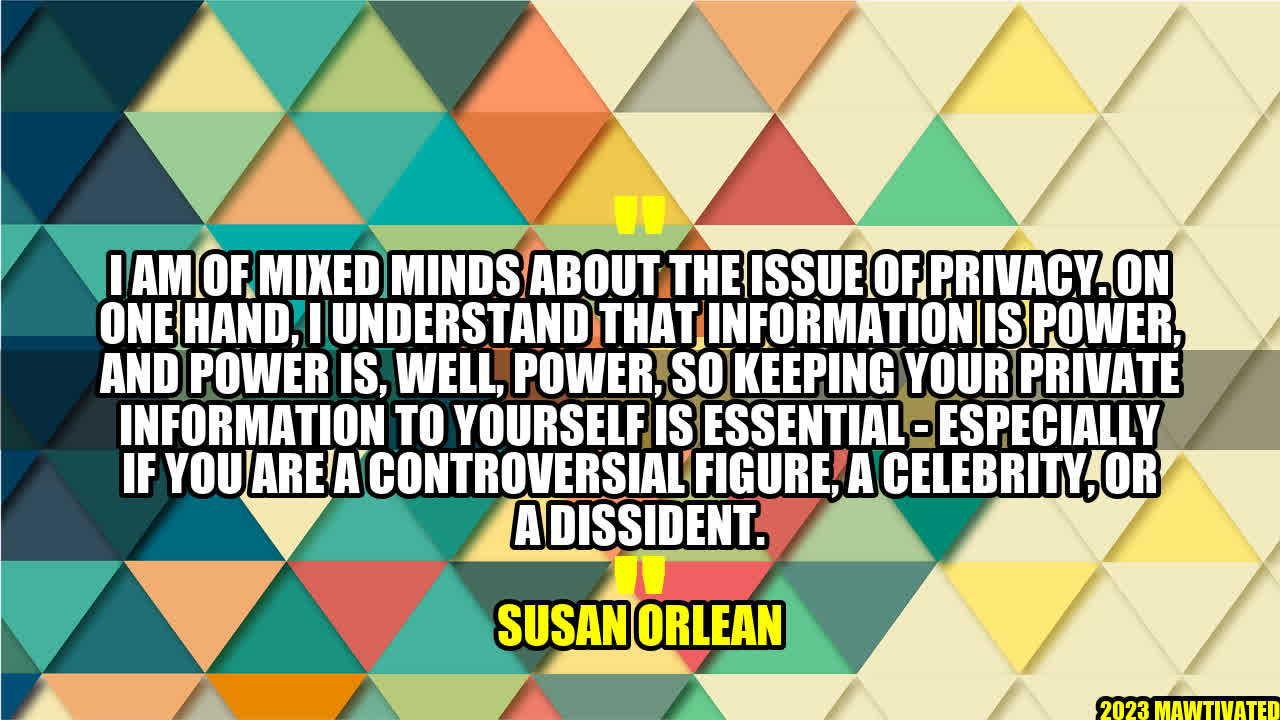 "
I AM OF MIXED MINDS ABOUT THE ISSUE OF PRIVACY. ON
ONE HAND, I UNDERSTAND THAT INFORMATION IS POWER,
AND POWER IS, WELL, POWER, SO KEEPING YOUR PRIVATE
INFORMATION TO YOURSELF IS ESSENTIAL - ESPECIALLY
IF YOU ARE A CONTROVERSIAL FIGURE, A CELEBRITY, OR
A DISSIDENT.
"
SUSAN ORLEAN
2023 MAWTIVATED